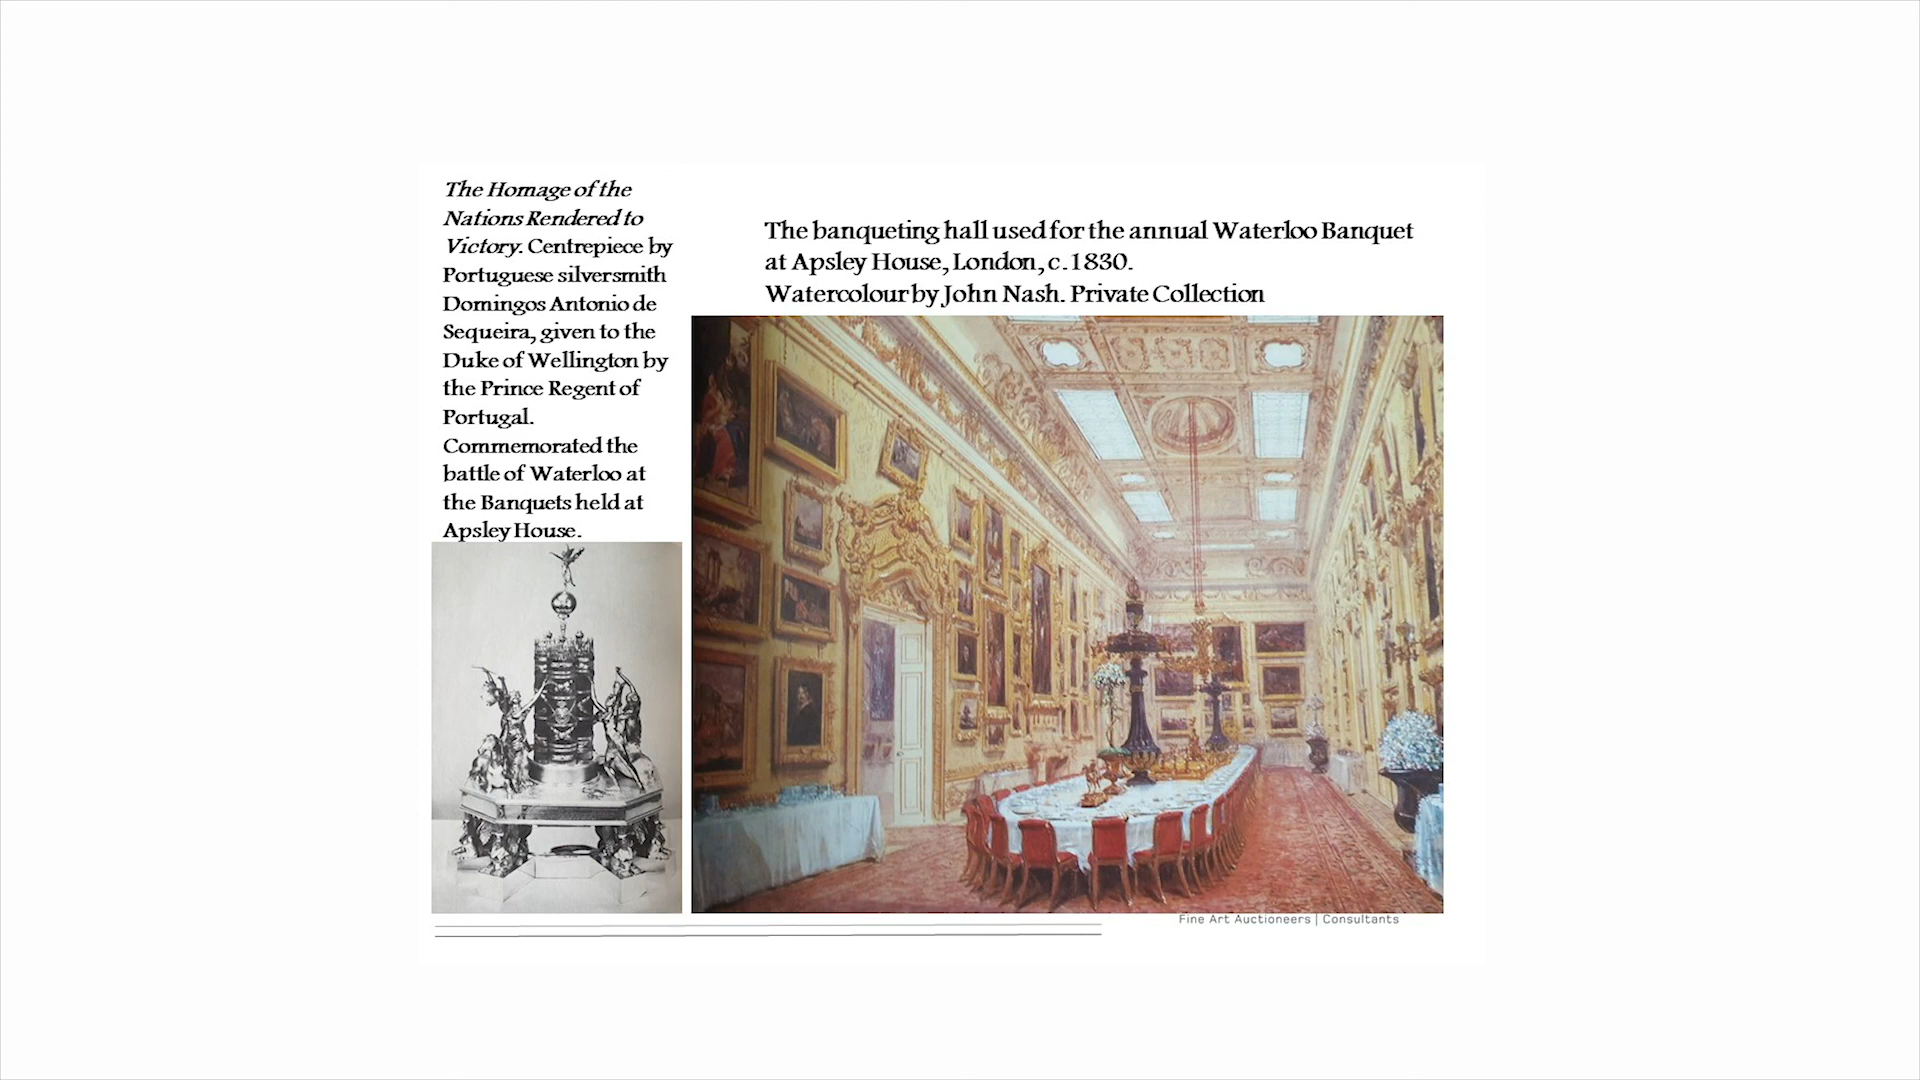 The Homage of the
Nations Rendered to
Victory. Centrepiece by
Portuguese silversmith
Domingos Antonio de
Sequeira, given to the
Duke of Wellington by
the Prince Regent of
Portugal.
Commemorated the
battle of Waterloo at
the Banquets held at
Apsley House.
The banqueting hall used for the annual Waterloo Banquet
at Apsley House, London, c.1830.
Watercolour by John Nash. Private Collection
Fine Art Auctioneers | Consultants